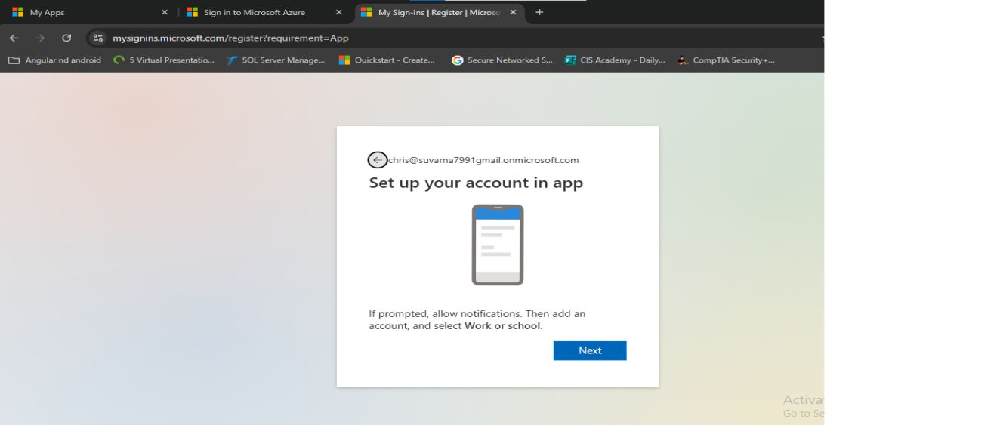 My Apps
Sign in to Microsoft Azure
My Sign-Ins | Register | Microso
mysignins.microsoft.com/register?requirement=App
Angular nd android
5 Virtual Presentatio...
SQL Server Manage...
Quickstart - Create...
Secure Networked S...
CIS Academy - Daily...
CompTIA Security+...
chris@suvarna7991gmail.onmicrosoft.com
Set up your account in app
If prompted, allow notifications. Then add an
account, and select Work or school.
Next
Activa
Go to Se